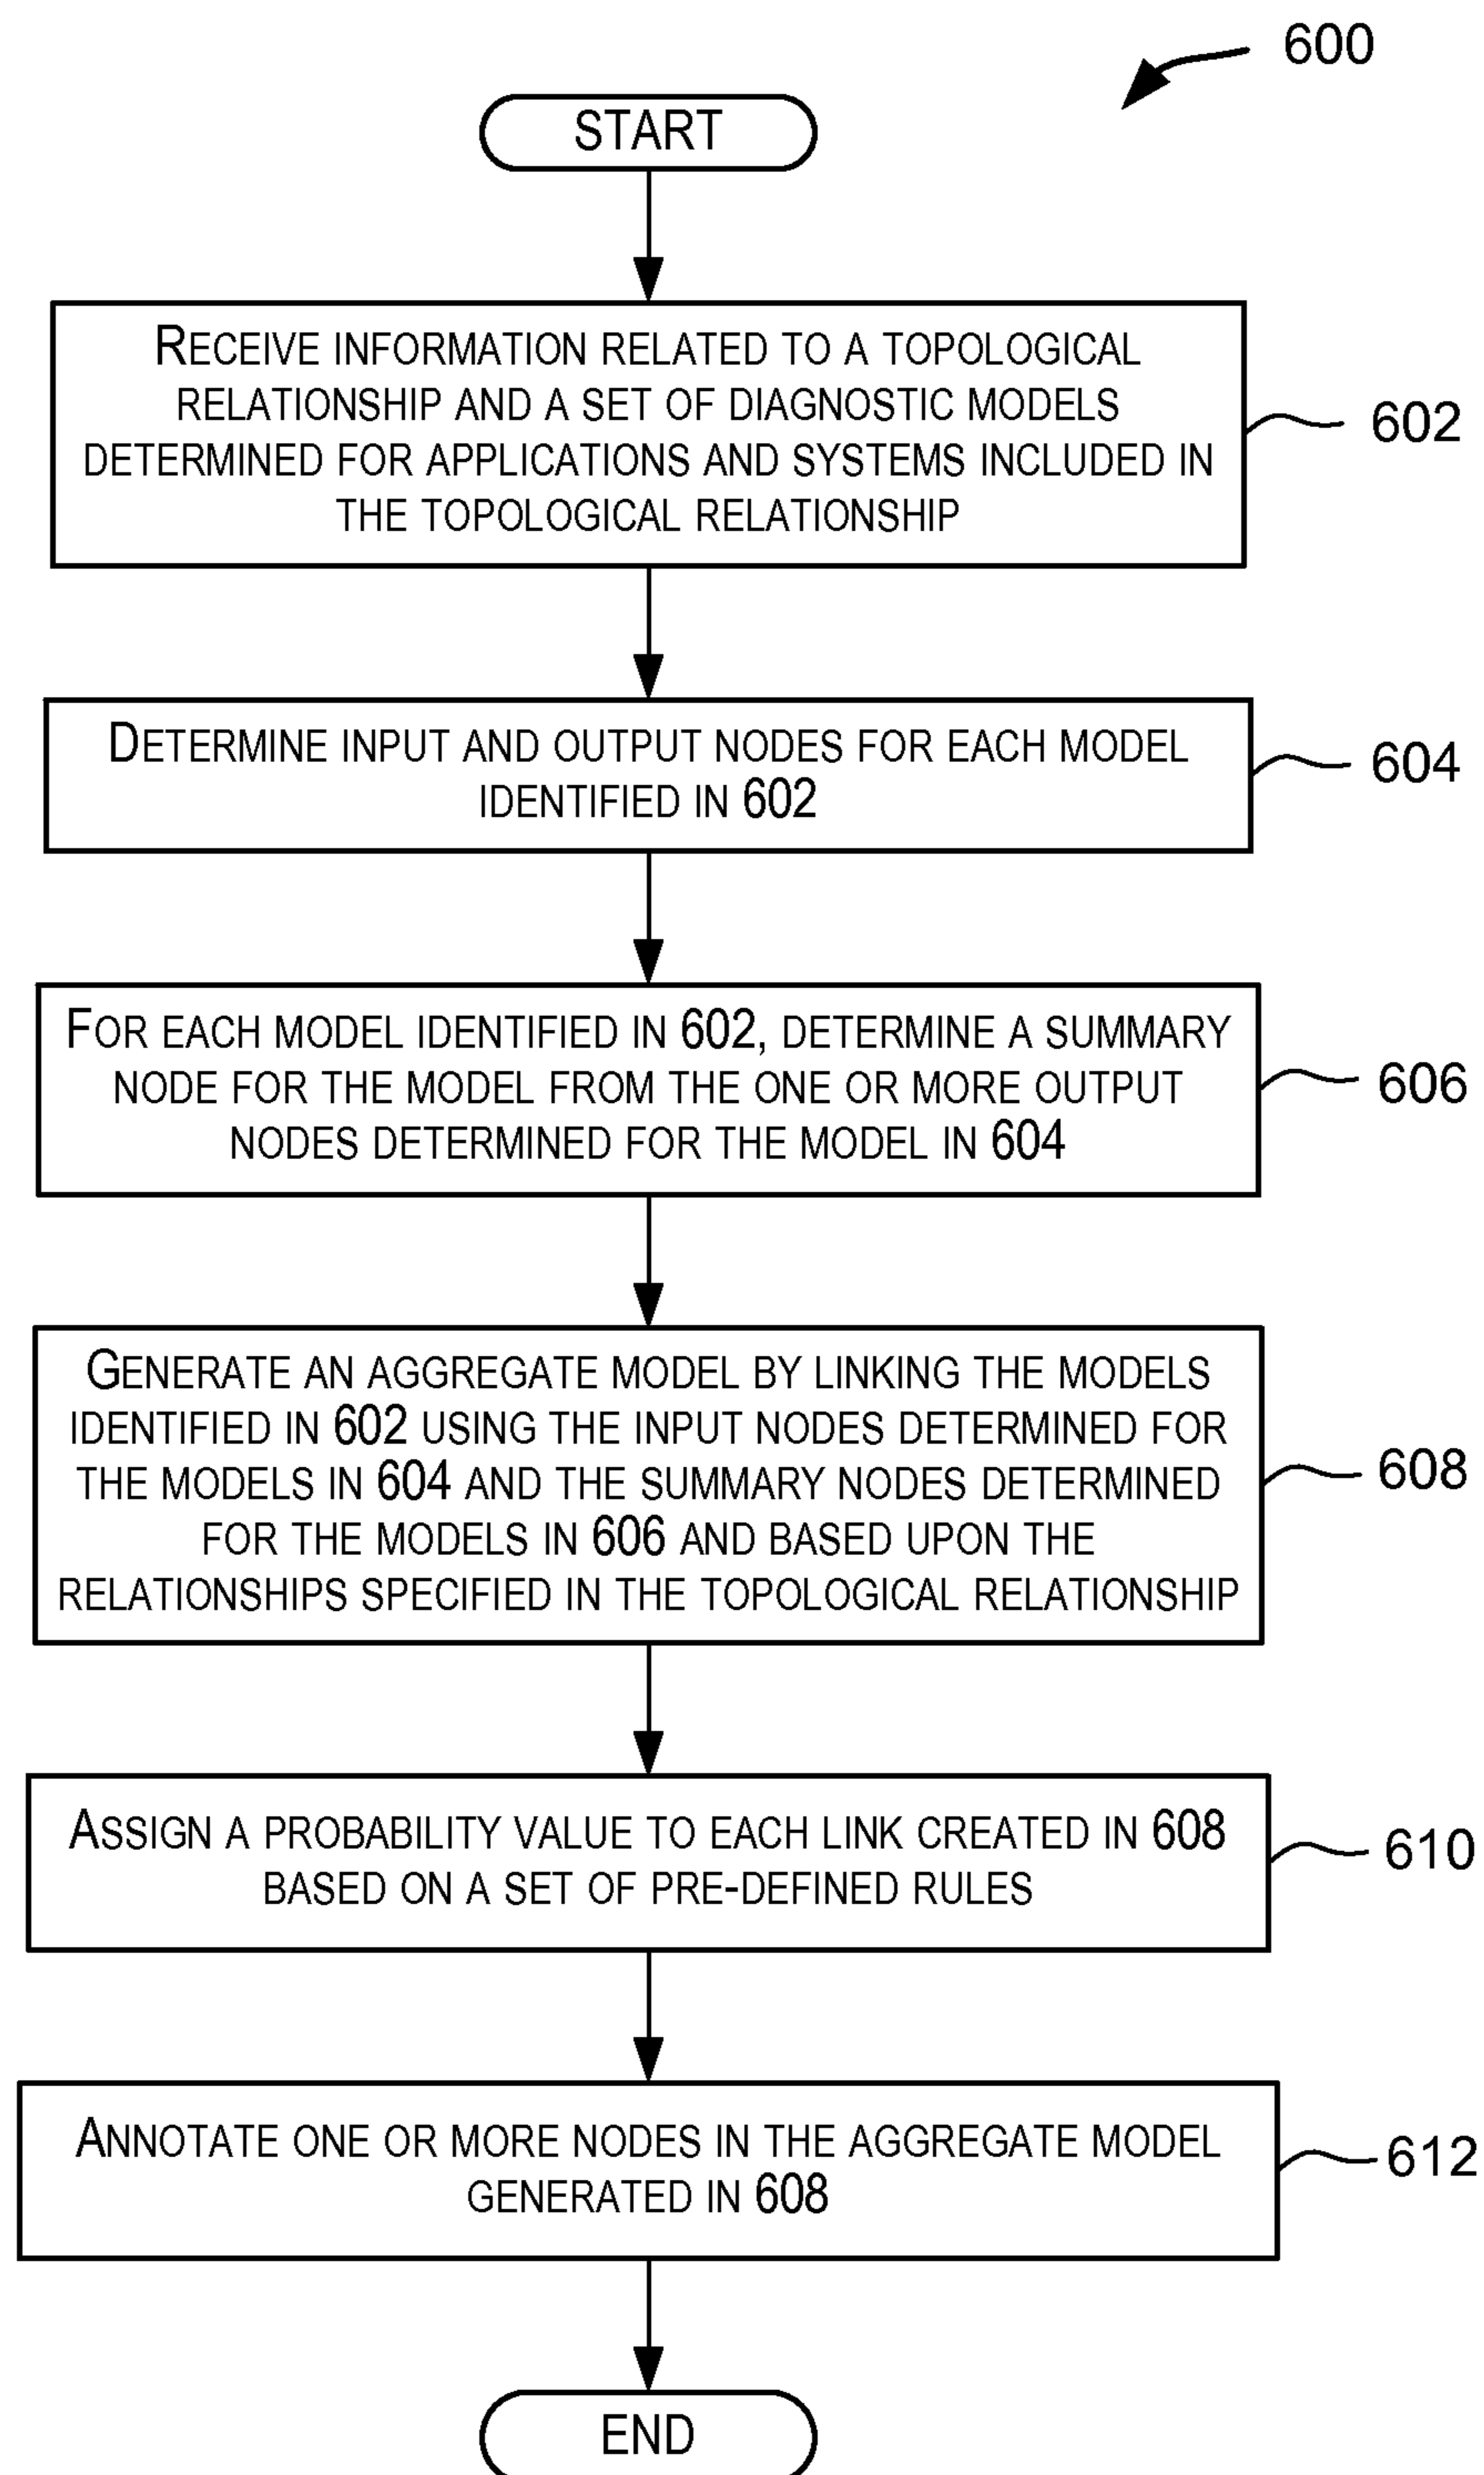 600
START
RECEIVE INFORMATION RELATED TO A TOPOLOGICAL
RELATIONSHIP AND A SET OF DIAGNOSTIC MODELS
DETERMINED FOR APPLICATIONS AND SYSTEMS INCLUDED IN
THE TOPOLOGICAL RELATIONSHIP
602
DETERMINE INPUT AND OUTPUT NODES FOR EACH MODEL
IDENTIFIED IN 602
604
FOR EACH MODEL IDENTIFIED IN 602, DETERMINE A SUMMARY
NODE FOR THE MODEL FROM THE ONE OR MORE OUTPUT
NODES DETERMINED FOR THE MODEL IN 604
606
GENERATE AN AGGREGATE MODEL BY LINKING THE MODELS
IDENTIFIED IN 602 USING THE INPUT NODES DETERMINED FOR
THE MODELS IN 604 AND THE SUMMARY NODES DETERMINED
FOR THE MODELS IN 606 AND BASED UPON THE
RELATIONSHIPS SPECIFIED IN THE TOPOLOGICAL RELATIONSHIP
608
ASSIGN A PROBABILITY VALUE TO EACH LINK CREATED IN 608
BASED ON A SET OF PRE-DEFINED RULES
610
ANNOTATE ONE OR MORE NODES IN THE AGGREGATE MODEL
GENERATED IN 608
612
END